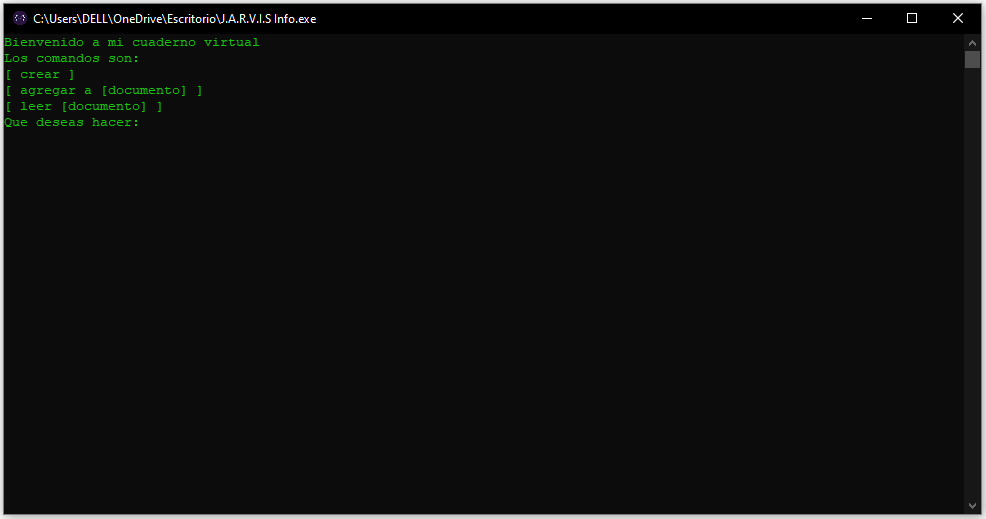 C:\Users\DELL\OneDrive\Escritorio\J.A.R.V.I.S Info.exe
Bienvenido a mi cuaderno virtual
Los comandos son:
[ crear ]
[ agregar a [documento] ]
[ leer [documento] ]
Que deseas hacer: